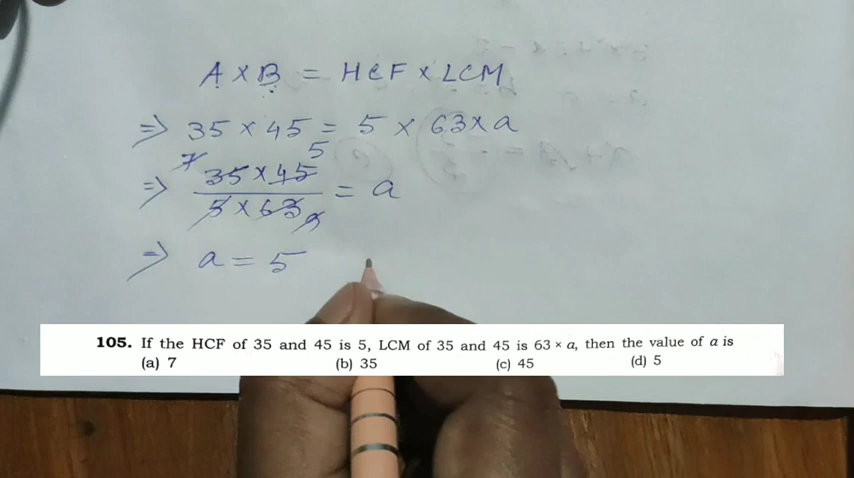 A × B = HCF × LCM
⇒ 35 × 45 = 5 × 63 × a
7 5
⇒ 35 × 45 / 5 × 63 9 = a
⇒ a = 5
105. If the HCF of 35 and 45 is 5, LCM of 35 and 45 is 63 × a, then the value of a is
(a) 7 (b) 35 (c) 45 (d) 5